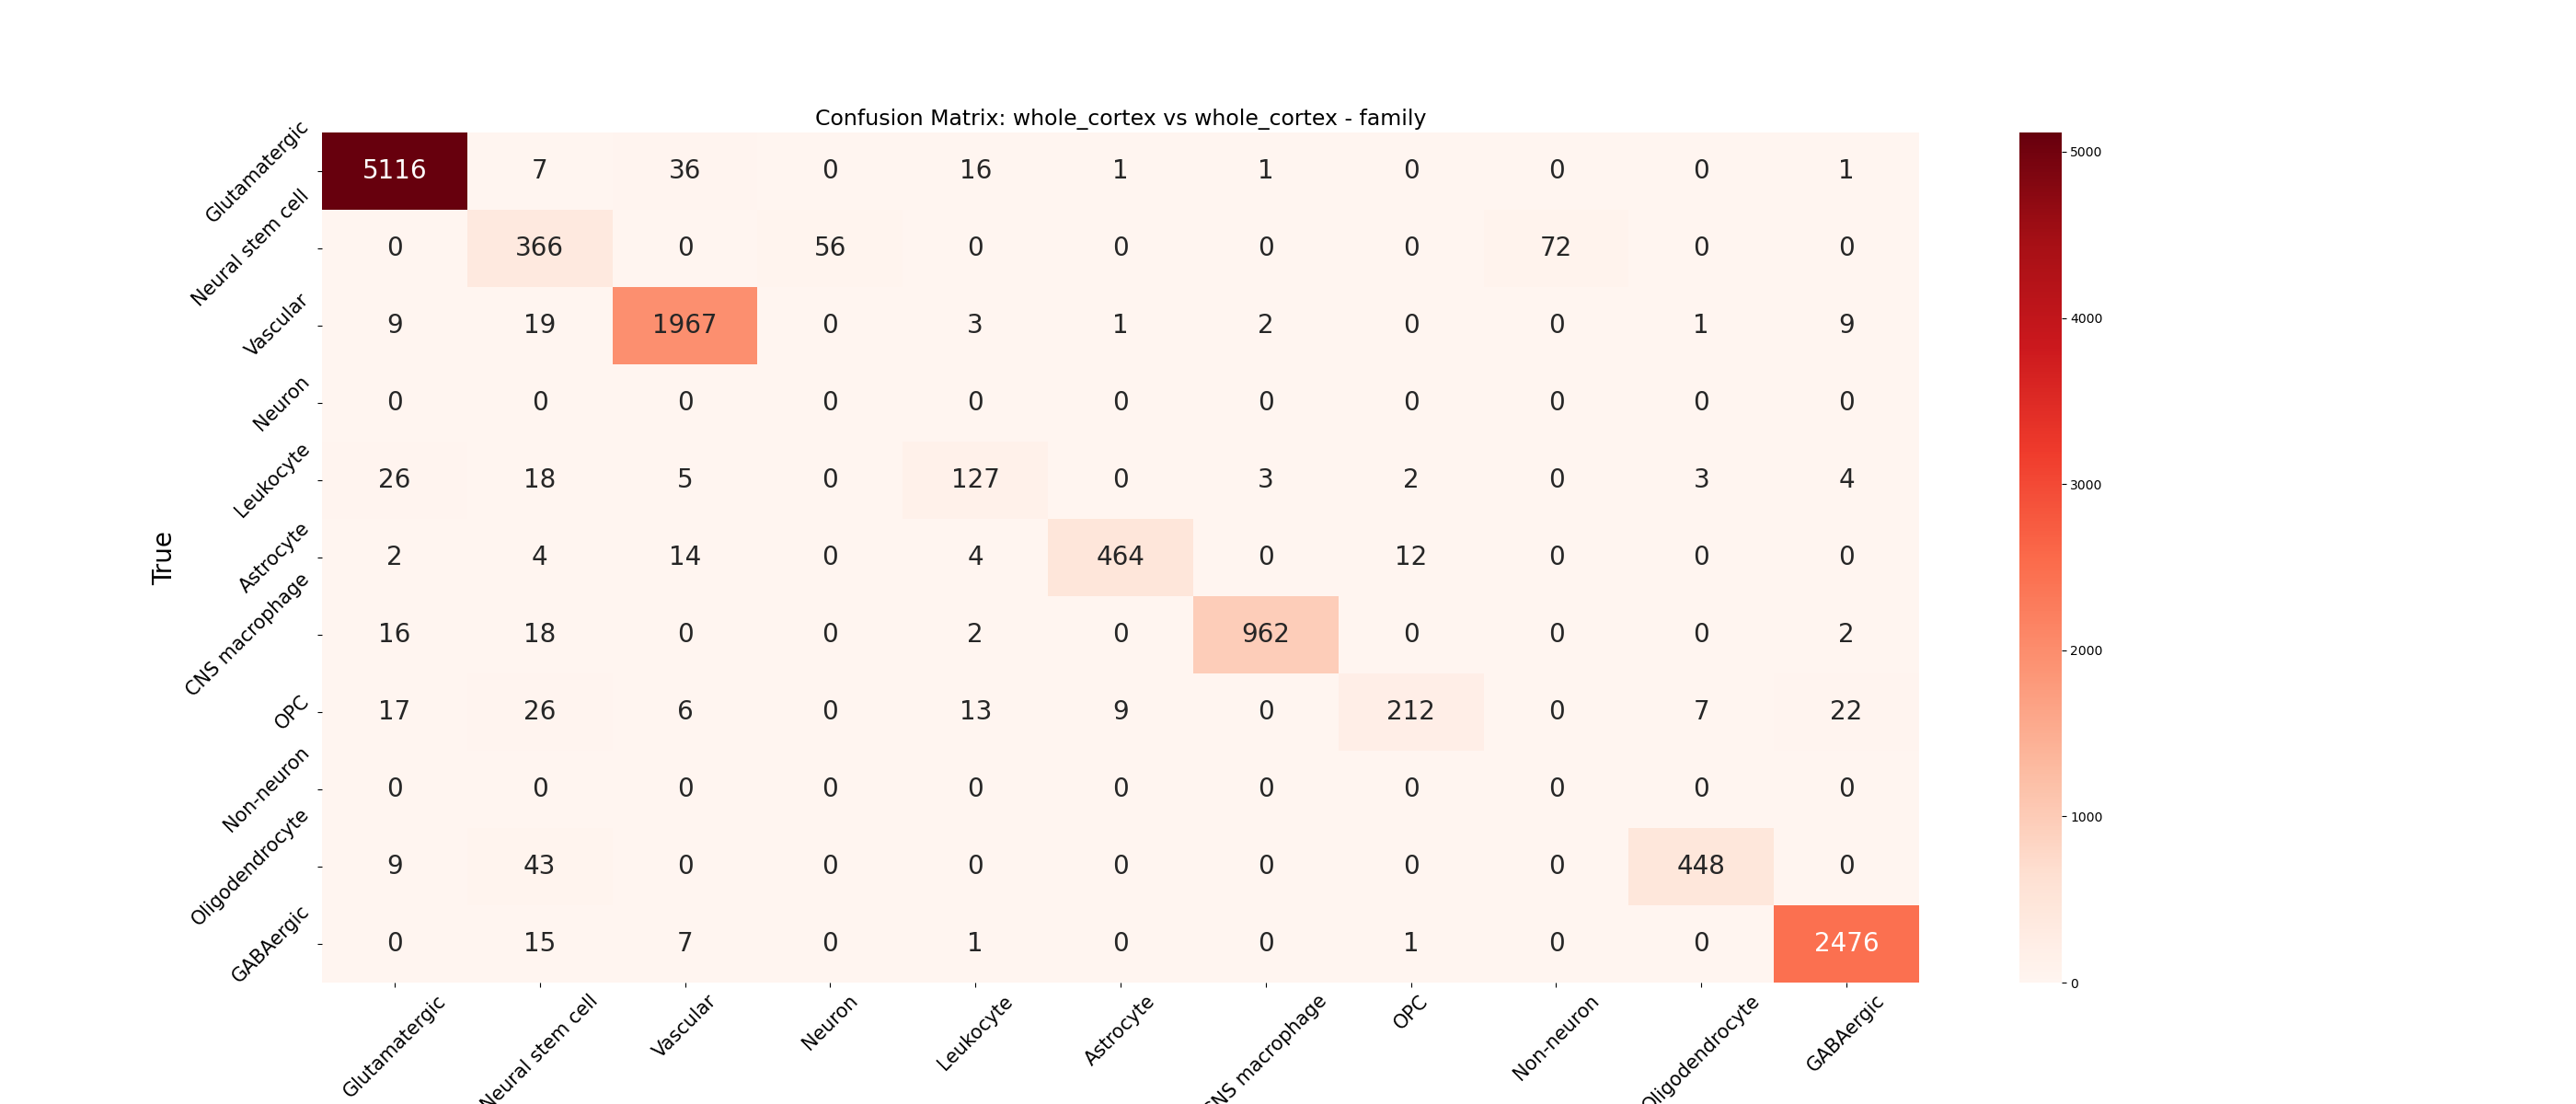 Confusion Matrix: whole_cortex vs whole_cortex - family
True
Glutamatergic 5116 7 36 0 16 1 1 0 0 0 1
Neural stem cell 0 366 0 56 0 0 0 0 72 0 0
Vascular 9 19 1967 0 3 1 2 0 0 1 9
Neuron 0 0 0 0 0 0 0 0 0 0 0
Leukocyte 26 18 5 0 127 0 3 2 0 3 4
Astrocyte 2 4 14 0 4 464 0 12 0 0 0
CNS macrophage 16 18 0 0 2 0 962 0 0 0 2
OPC 17 26 6 0 13 9 0 212 0 7 22
Non-neuron 0 0 0 0 0 0 0 0 0 0 0
Oligodendrocyte 9 43 0 0 0 0 0 0 0 448 0
GABAergic 0 15 7 0 1 0 0 1 0 0 2476
Glutamatergic Neural stem cell Vascular Neuron Leukocyte Astrocyte CNS macrophage OPC Non-neuron Oligodendrocyte GABAergic
5000
4000
3000
2000
1000
0